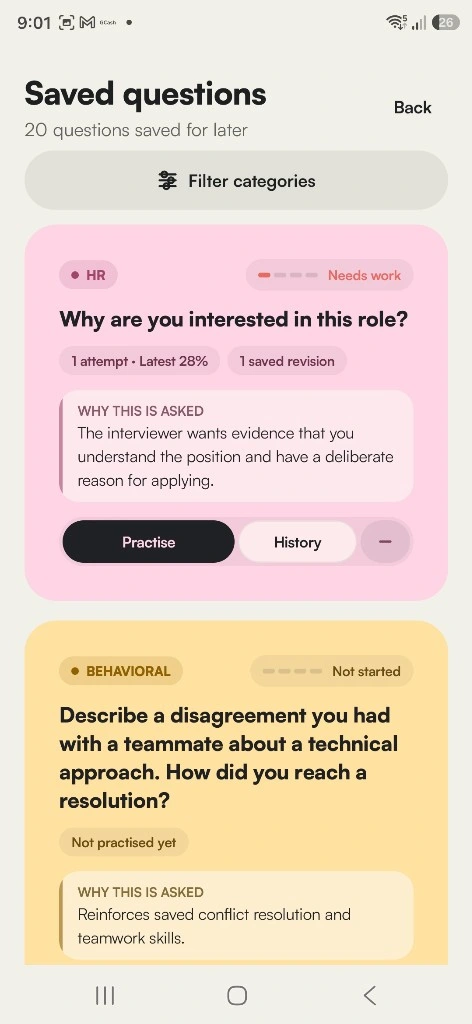 9:01 GCash 5 26
Saved questions
Back
20 questions saved for later
Filter categories
HR
Needs work
Why are you interested in this role?
1 attempt · Latest 28%
1 saved revision
WHY THIS IS ASKED
The interviewer wants evidence that you
understand the position and have a deliberate
reason for applying.
Practise
History
BEHAVIORAL
Not started
Describe a disagreement you had
with a teammate about a technical
approach. How did you reach a
resolution?
Not practised yet
WHY THIS IS ASKED
Reinforces saved conflict resolution and
teamwork skills.